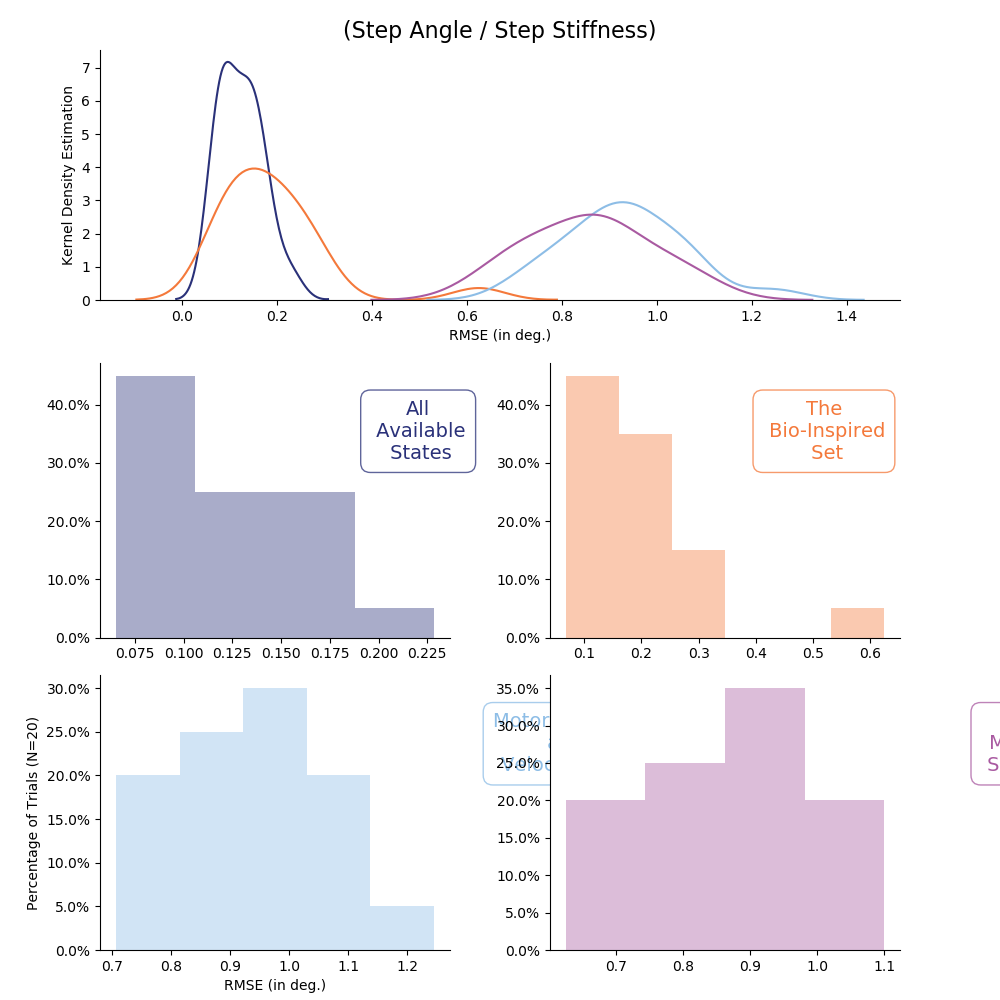 (Step Angle / Step Stiffness)
7
6
5
4
3
2
1
0
Kernel Density Estimation
0.0 0.2 0.4 0.6 0.8 1.0 1.2 1.4
RMSE (in deg.)
40.0%
30.0%
20.0%
10.0%
0.0%
All
Available
States
0.075 0.100 0.125 0.150 0.175 0.200 0.225
40.0%
30.0%
20.0%
10.0%
0.0%
The
Bio-Inspired
Set
0.1 0.2 0.3 0.4 0.5 0.6
30.0%
25.0%
20.0%
15.0%
10.0%
5.0%
0.0%
Percentage of Trials (N=20)
0.7 0.8 0.9 1.0 1.1 1.2
RMSE (in deg.)
Motor
35.0%
30.0%
25.0%
20.0%
15.0%
10.0%
5.0%
0.0%
0.7 0.8 0.9 1.0 1.1
M
S